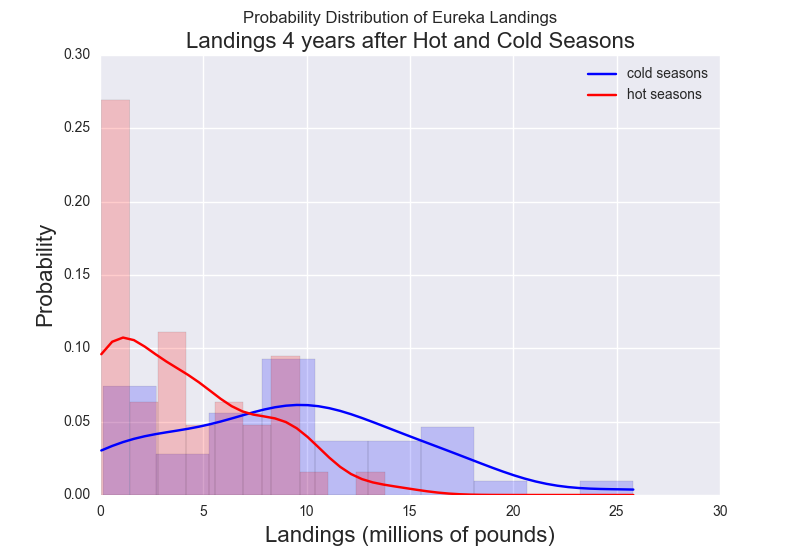 Probability Distribution of Eureka Landings
Landings 4 years after Hot and Cold Seasons
cold seasons
hot seasons
Probability
0.30
0.25
0.20
0.15
0.10
0.05
0.00
0 5 10 15 20 25 30
Landings (millions of pounds)